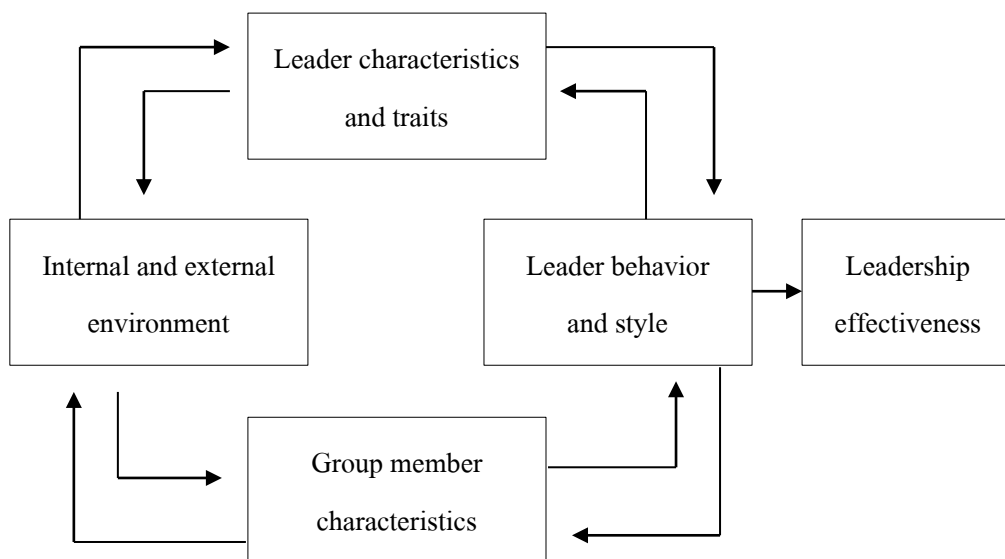 Leader characteristics
and traits
Internal and external
environment
Leader behavior
and style
Leadership
effectiveness
Group member
characteristics